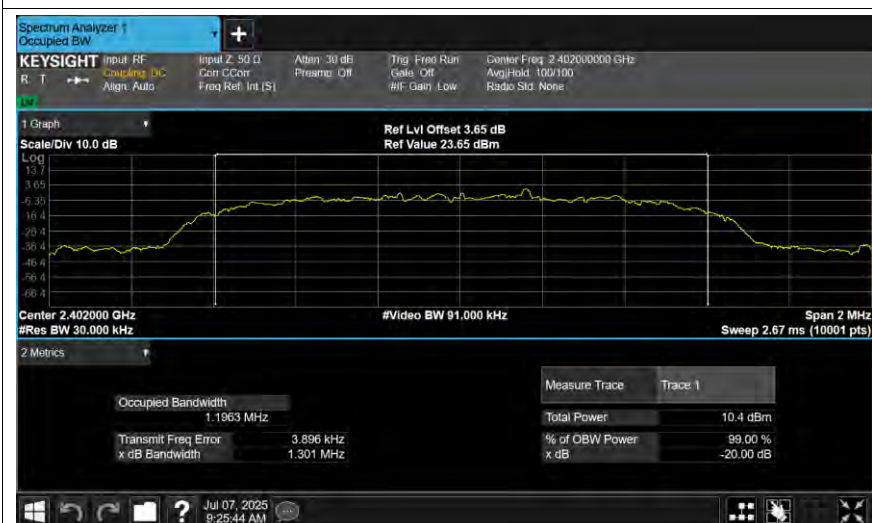 Spectrum Analyzer 1
Occupied BW
+
KEYSIGHT Input: RF Input Z: 50 Ω Atten: 30 dB Trig: Free Run Center Freq: 2.402000000 GHz
R T Coupling: DC Corr CCorr Preamp: Off Gate: Off Avg|Hold: 100/100
Align: Auto Freq Ref: Int (S) #IF Gain: Low Radio Std: None
1 Graph
Ref Lvl Offset 3.65 dB
Scale/Div 10.0 dB Ref Value 23.65 dBm
Log
13.7
3.65
-6.35
-16.4
-26.4
-36.4
-46.4
-56.4
-66.4
Center 2.402000 GHz #Video BW 91.000 kHz Span 2 MHz
#Res BW 30.000 kHz Sweep 2.67 ms (10001 pts)
2 Metrics
Measure Trace Trace 1
Occupied Bandwidth
1.1963 MHz Total Power 10.4 dBm
Transmit Freq Error 3.896 kHz % of OBW Power 99.00 %
x dB Bandwidth 1.301 MHz x dB -20.00 dB
? Jul 07, 2025
9:25:44 AM